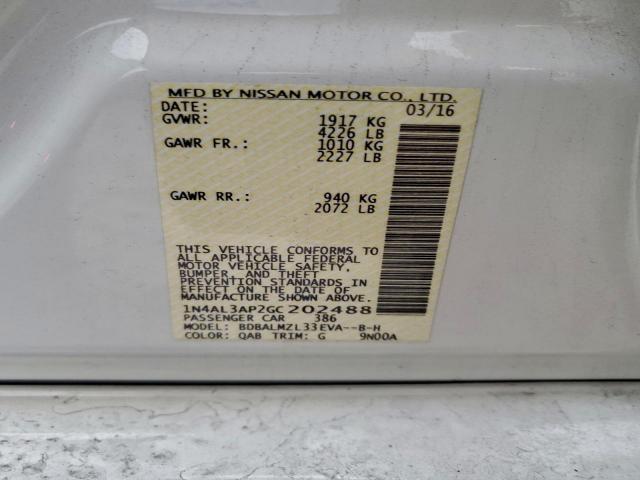 MFD BY NISSAN MOTOR CO., LTD.
DATE: 03/16
GVWR: 1917 KG
4226 LB
GAWR FR.: 1010 KG
2227 LB
GAWR RR.: 940 KG
2072 LB
THIS VEHICLE CONFORMS TO
ALL APPLICABLE FEDERAL
MOTOR VEHICLE SAFETY,
BUMPER, AND THEFT
PREVENTION STANDARDS IN
EFFECT ON THE DATE OF
MANUFACTURE SHOWN ABOVE.
1N4AL3AP2GC202488
PASSENGER CAR 386
MODEL: BDBALMZL33EVA--B-H
COLOR: QAB TRIM: G 9N00A